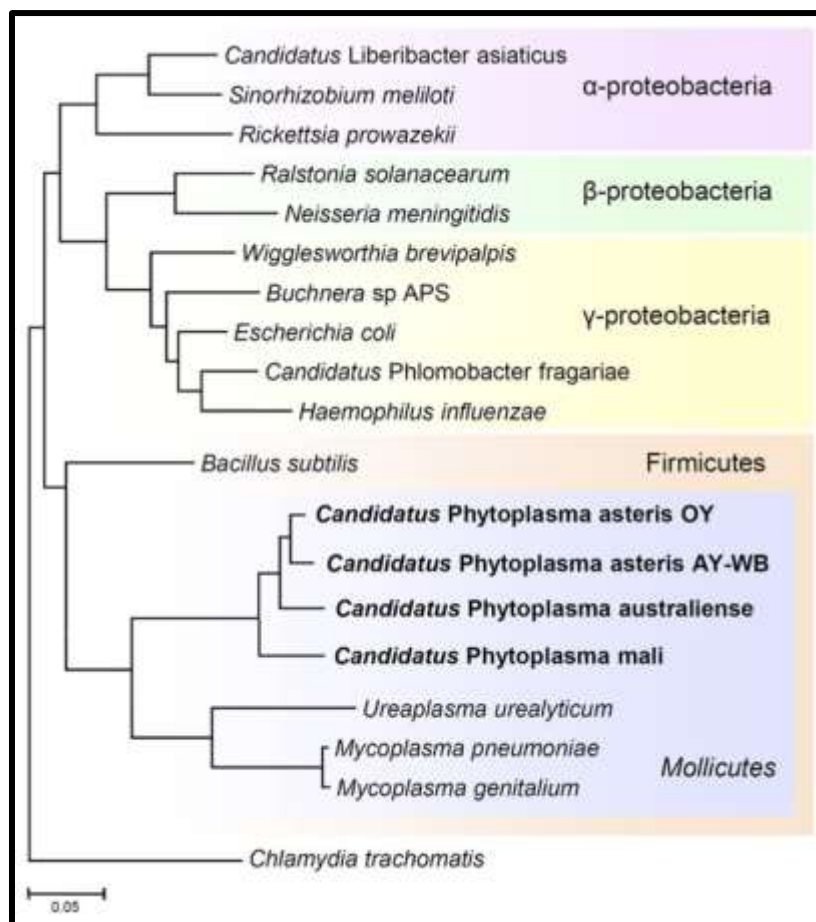 Candidatus Liberibacter asiaticus
α-proteobacteria
Sinorhizobium meliloti
Rickettsia prowazekii
Ralstonia solanacearum
β-proteobacteria
Neisseria meningitidis
Wigglesworthia brevipalpis
Buchnera sp APS
γ-proteobacteria
Escherichia coli
Candidatus Phlomobacter fragariae
Haemophilus influenzae
Bacillus subtilis
Firmicutes
Candidatus Phytoplasma asteris OY
Candidatus Phytoplasma asteris AY-WB
Candidatus Phytoplasma australiense
Candidatus Phytoplasma mali
Ureaplasma urealyticum
Mycoplasma pneumoniae
Mollicutes
Mycoplasma genitalium
Chlamydia trachomatis
0.05